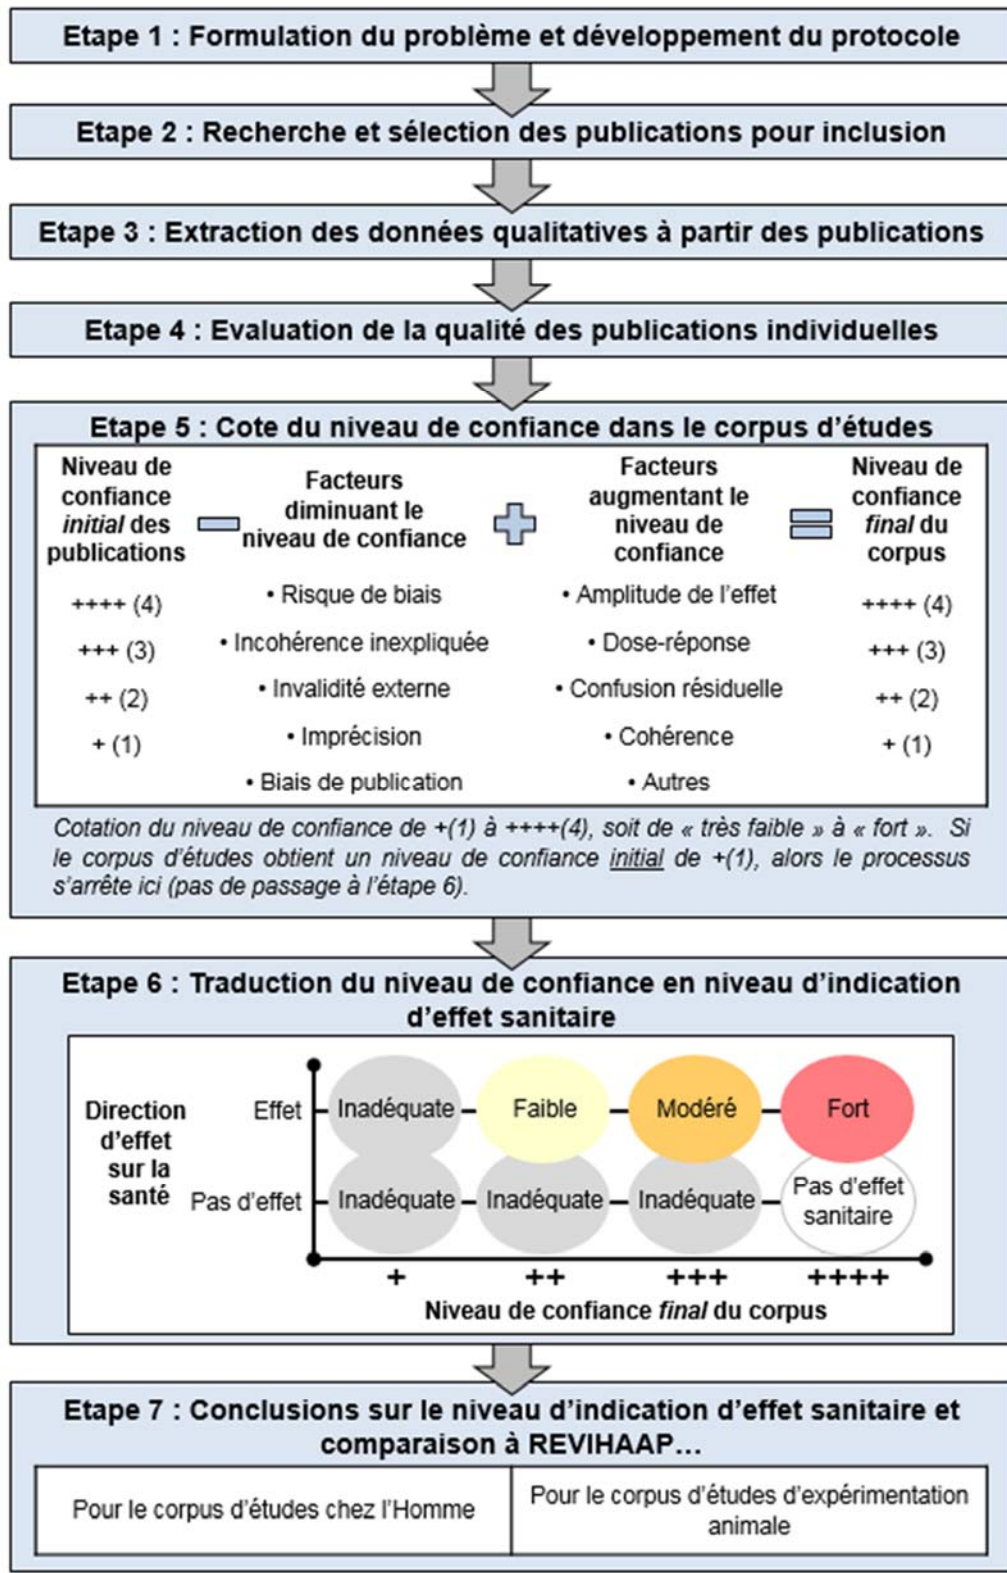 Etape 1 : Formulation du problème et développement du protocole
Etape 2 : Recherche et sélection des publications pour inclusion
Etape 3 : Extraction des données qualitatives à partir des publications
Etape 4 : Evaluation de la qualité des publications individuelles
Etape 5 : Cote du niveau de confiance dans le corpus d'études
Niveau de
confiance
initial des
publications
++++ (4)
+++ (3)
++ (2)
+ (1)
Facteurs
diminuant le
niveau de confiance
• Risque de biais
• Incohérence inexpliquée
• Invalidité externe
• Imprécision
• Biais de publication
Facteurs
augmentant le
niveau de
confiance
• Amplitude de l'effet
• Dose-réponse
• Confusion résiduelle
• Cohérence
• Autres
Niveau de
confiance
final du
corpus
++++ (4)
+++ (3)
++ (2)
+ (1)
Cotation du niveau de confiance de +(1) à ++++(4), soit de « très faible » à « fort ». Si
le corpus d'études obtient un niveau de confiance initial de +(1), alors le processus
s'arrête ici (pas de passage à l'étape 6).
Etape 6 : Traduction du niveau de confiance en niveau d'indication
d'effet sanitaire
Direction
d'effet
sur la
santé
Effet
Inadéquate
Faible
Modéré
Fort
Pas d'effet
Inadéquate
Inadéquate
Inadéquate
Pas d'effet
sanitaire
+
++
+++
++++
Niveau de confiance final du corpus
Etape 7 : Conclusions sur le niveau d'indication d'effet sanitaire et
comparaison à REVIHAAP…
Pour le corpus d'études chez l'Homme
Pour le corpus d'études d'expérimentation
animale